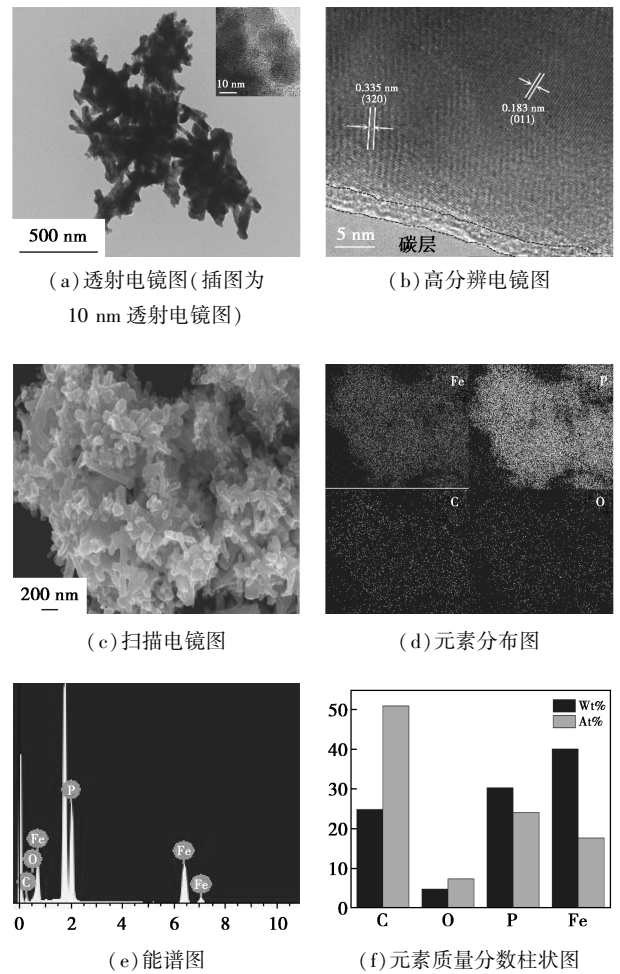 10 nm
500 nm
0.335 nm
(320)
0.183 nm
(011)
5 nm
碳层
(a)透射电镜图(插图为
10 nm 透射电镜图)
(b)高分辨电镜图
200 nm
Fe
P
C
O
(c)扫描电镜图
(d)元素分布图
P
Fe
O
C
Fe
Fe
0 2 4 6 8 10
(e)能谱图
Wt%
At%
50
40
30
20
10
0
C O P Fe
(f)元素质量分数柱状图